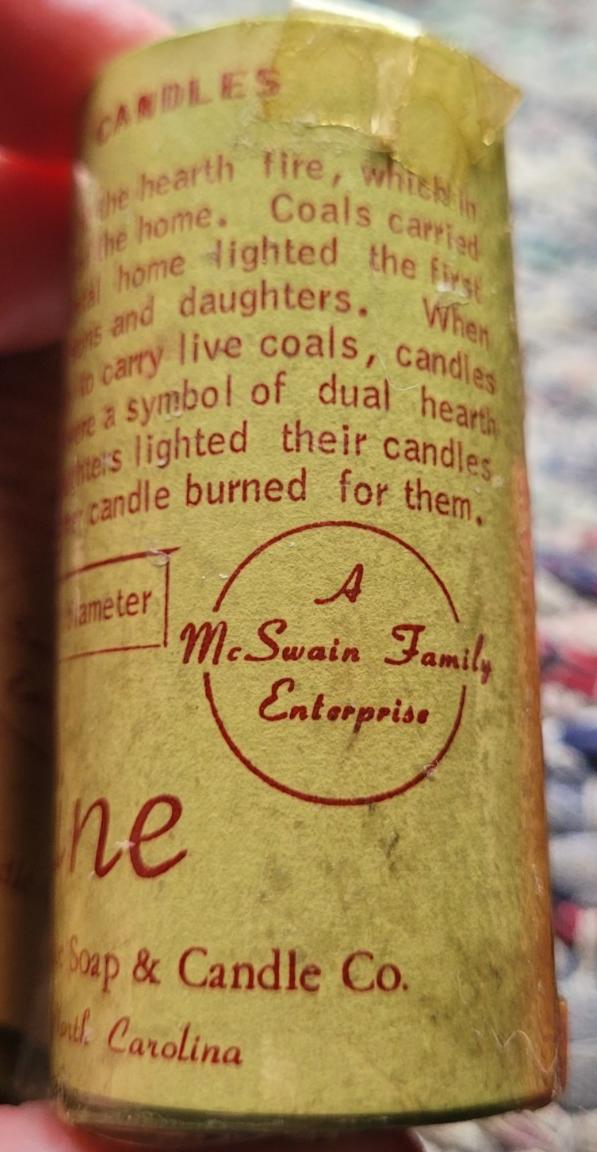 CANDLES
the hearth fire, which in
the home. Coals carried
home lighted the first
and daughters. When
to carry live coals, candles
a symbol of dual hearth
lighted their candles
candle burned for them.
A
McSwain Family
Enterprise
Soap & Candle Co.
North Carolina